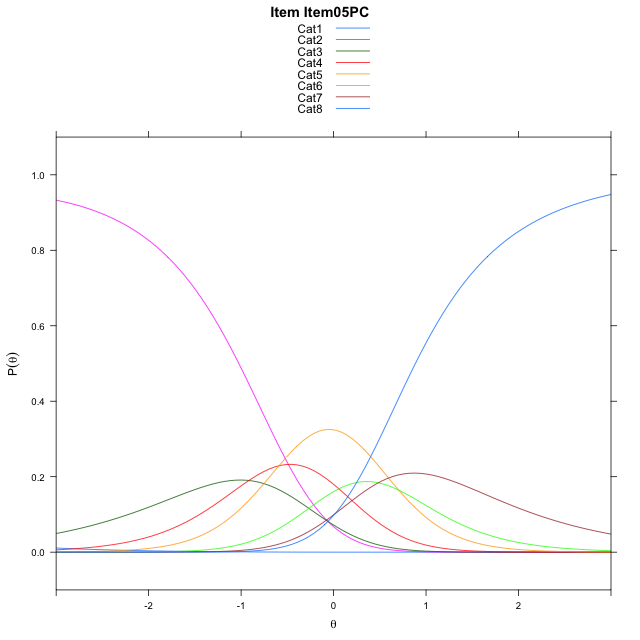 Item Item05PC
Cat1
Cat2
Cat3
Cat4
Cat5
Cat6
Cat7
Cat8
1.0
0.8
0.6
0.4
0.2
0.0
P(θ)
-2 -1 0 1 2
θ